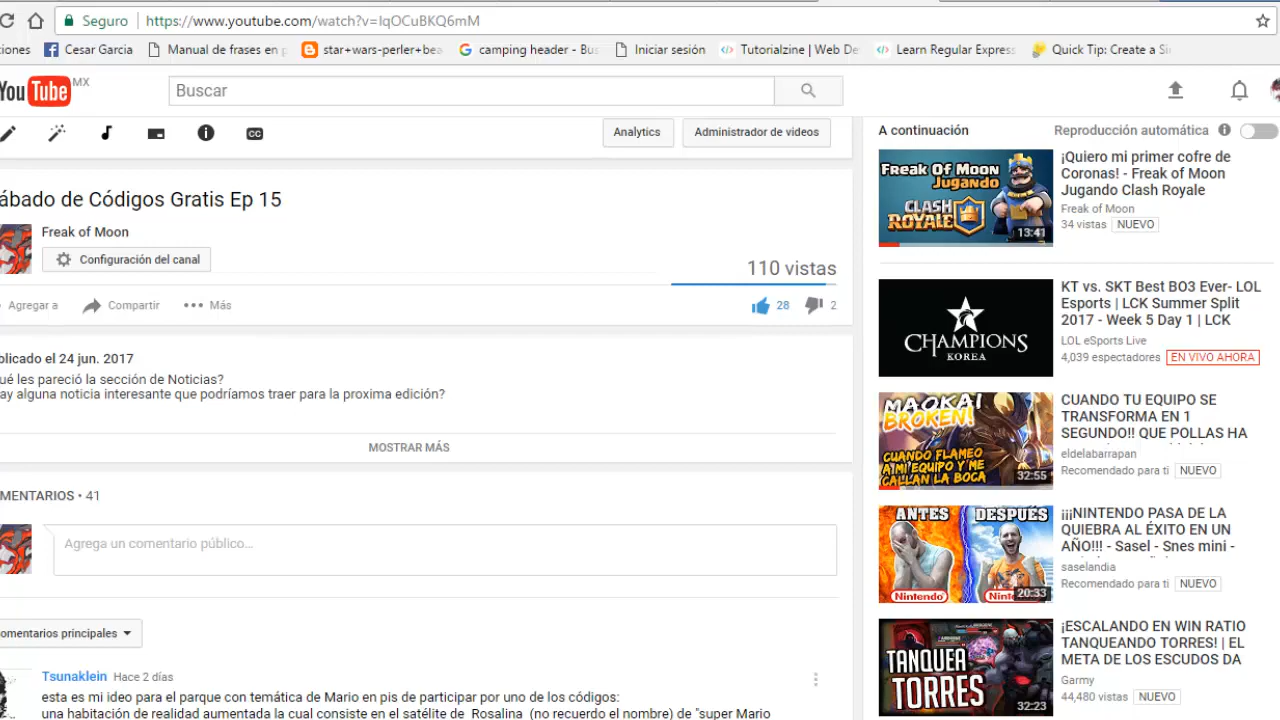 Seguro https://www.youtube.com/watch?v=IqOCuBKQ6mM
iones Cesar Garcia Manual de frases en p star+wars-perler+bea camping header - Bus Iniciar sesión Tutorialzine | Web De Learn Regular Express Quick Tip: Create a Si
You Tube MX
Buscar
Analytics Administrador de videos
ábado de Códigos Gratis Ep 15
Freak of Moon
Configuración del canal
110 vistas
Agregar a Compartir Más 28 2
blicado el 24 jun. 2017
ué les pareció la sección de Noticias?
ay alguna noticia interesante que podríamos traer para la proxima edición?
MOSTRAR MÁS
MENTARIOS • 41
Agrega un comentario público...
omentarios principales
Tsunaklein Hace 2 días
esta es mi ideo para el parque con temática de Mario en pis de participar por uno de los códigos:
una habitación de realidad aumentada la cual consiste en el satélite de Rosalina (no recuerdo el nombre) de "super Mario
A continuación Reproducción automática
FREAK OF MOON
JUGANDO
CLASH
ROYALE
13:41
¡Quiero mi primer cofre de
Coronas! - Freak of Moon
Jugando Clash Royale
Freak of Moon
34 vistas NUEVO
CHAMPIONS
KOREA
KT vs. SKT Best BO3 Ever- LOL
Esports | LCK Summer Split
2017 - Week 5 Day 1 | LCK
LOL eSports Live
4,039 espectadores EN VIVO AHORA
MAOKAI
BROKEN!
CUANDO FLAMEO
A MI EQUIPO Y ME
CALLAN LA BOCA
32:55
CUANDO TU EQUIPO SE
TRANSFORMA EN 1
SEGUNDO!! QUE POLLAS HA
eldelabarrapan
Recomendado para ti NUEVO
ANTES DESPUÉS
Nintendo
20:33
¡¡¡NINTENDO PASA DE LA
QUIEBRA AL ÉXITO EN UN
AÑO!!! - Sasel - Snes mini -
saselandia
Recomendado para ti NUEVO
TANQUEA
TORRES
32:23
¡ESCALANDO EN WIN RATIO
TANQUEANDO TORRES! | EL
META DE LOS ESCUDOS DA
Garmy
44,480 vistas NUEVO